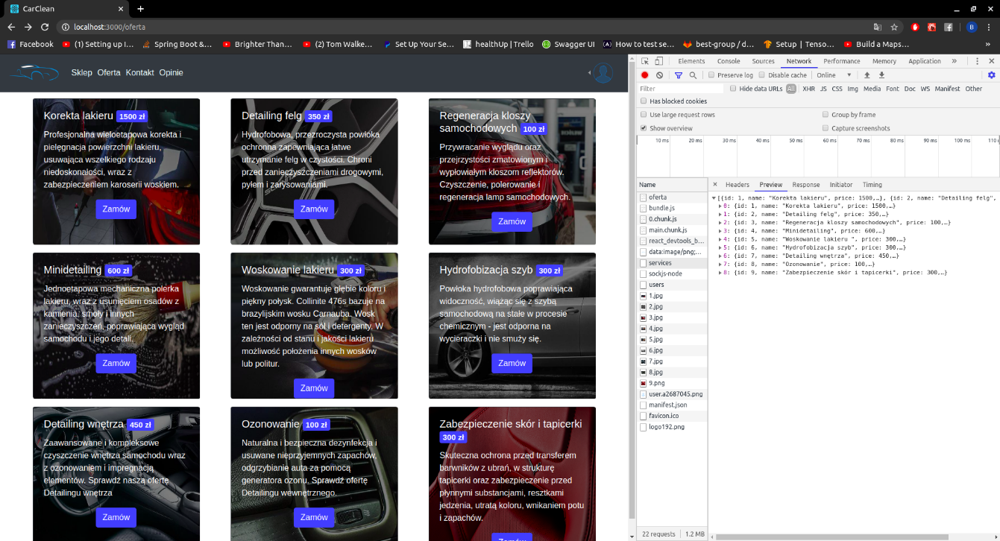 CarClean
localhost:3000/oferta
B
Facebook
(1) Setting up I…
Spring Boot &…
Brighter Than…
(2) Tom Walke…
Set Up Your Se…
healthUp | Trello
Swagger UI
How to test se…
best-group / d…
Setup | Tenso…
Build a Maps…
»
Sklep Oferta Kontakt Opinie
Korekta lakieru 1500 zł
Profesjonalna wieloetapowa korekta i
pielęgnacja powierzchni lakieru,
usuwająca wszelkiego rodzaju
niedoskonałości, wraz z
zabezpieczeniem karoserii woskiem.
Zamów
Detailing felg 350 zł
Hydrofobowa, przezroczysta powłoka
ochronna zapewniająca łatwe
utrzymanie felg w czystości. Chroni
przed zanieczyszczeniami drogowymi,
pyłem i zarysowaniami.
Zamów
Regeneracja kloszy
samochodowych 100 zł
Przywracanie wyglądu oraz
przejrzystości zmatowionym i
wypłowiałym kloszom reflektorów.
Czyszczenie, polerowanie i
regeneracja lamp samochodowych.
Zamów
Minidetailing 600 zł
Jednoetapowa mechaniczna polerka
lakieru, wraz z usunięciem osadów z
kamienia, smoły i innych
zanieczyszczeń, poprawiająca wygląd
samochodu i jego detali.
Zamów
Woskowanie lakieru 300 zł
Woskowanie gwarantuje głębie koloru i
piękny połysk. Collinite 476s bazuje na
brazylijskim wosku Carnauba. Wosk
ten jest odporny na sól i detergenty. W
zależności od stanu i jakości lakieru
możliwość położenia innych wosków
lub politur.
Zamów
Hydrofobizacja szyb 300 zł
Powłoka hydrofobowa poprawiająca
widoczność, wiążąc się z szybą
samochodową na stałe w procesie
chemicznym - jest odporna na
wycieraczki i nie smuży się.
Zamów
Detailing wnętrza 450 zł
Zaawansowane i kompleksowe
czyszczenie wnętrza samochodu wraz
z ozonowaniem i impregnacją
elementów. Sprawdź naszą ofertę
Detailingu wnętrza
Zamów
Ozonowanie 100 zł
Naturalna i bezpieczna dezynfekcja i
usuwane nieprzyjemnych zapachów,
odgrzybianie auta za pomocą
generatora ozonu. Sprawdź ofertę
Detailingu wewnętrznego.
Zamów
Zabezpieczenie skór i tapicerki
300 zł
Skuteczna ochrona przed transferem
barwników z ubrań, w strukturę
tapicerki oraz zabezpieczenie przed
płynnymi substancjami, resztkami
jedzenia, utratą koloru, wnikaniem potu
i zapachów.
Elements Console Sources Network Performance Memory Application »
Preserve log Disable cache Online
Filter Hide data URLs All XHR JS CSS Img Media Font Doc WS Manifest Other
Has blocked cookies
Use large request rows Group by frame
Show overview Capture screenshots
10 ms 20 ms 30 ms 40 ms 50 ms 60 ms 70 ms 80 ms 90 ms 100 ms 110
Name
oferta
bundle.js
0.chunk.js
main.chunk.js
react_devtools_b…
data:image/png;…
services
sockjs-node
users
1.jpg
2.jpg
3.jpg
4.jpg
5.jpg
6.jpg
7.jpg
8.jpg
9.png
user.a2687045.png
manifest.json
favicon.ico
logo192.png
Headers Preview Response Initiator Timing
[{id: 1, name: "Korekta lakieru", price: 1500,…}, {id: 2, name: "Detailing felg",
0: {id: 1, name: "Korekta lakieru", price: 1500,…}
1: {id: 2, name: "Detailing felg", price: 350,…}
2: {id: 3, name: "Regeneracja kloszy samochodowych", price: 100,…}
3: {id: 4, name: "Minidetailing", price: 600,…}
4: {id: 5, name: "Woskowanie lakieru ", price: 300,…}
5: {id: 6, name: "Hydrofobizacja szyb", price: 300,…}
6: {id: 7, name: "Detailing wnętrza", price: 450,…}
7: {id: 8, name: "Ozonowanie", price: 100,…}
8: {id: 9, name: "Zabezpieczenie skór i tapicerki", price: 300,…}
22 requests 1.2 MB